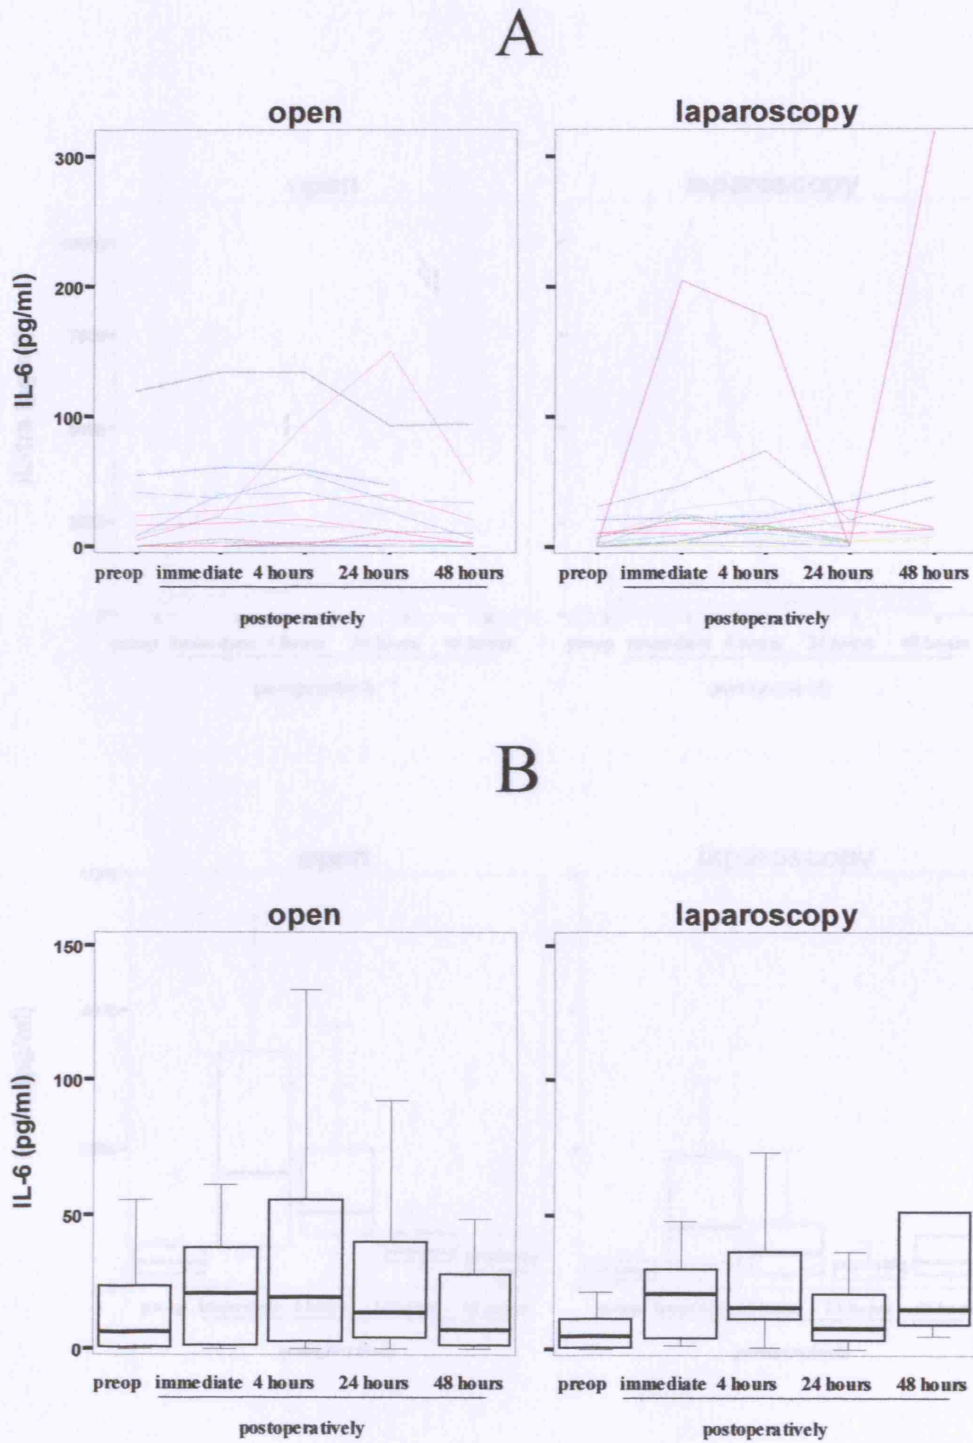 A
open laparoscopy
300
200
100
0
IL-6 (pg/ml)
preop immediate 4 hours 24 hours 48 hours preop immediate 4 hours 24 hours 48 hours
postoperatively postoperatively
B
open laparoscopy
150
100
50
0
IL-6 (pg/ml)
preop immediate 4 hours 24 hours 48 hours preop immediate 4 hours 24 hours 48 hours
postoperatively postoperatively